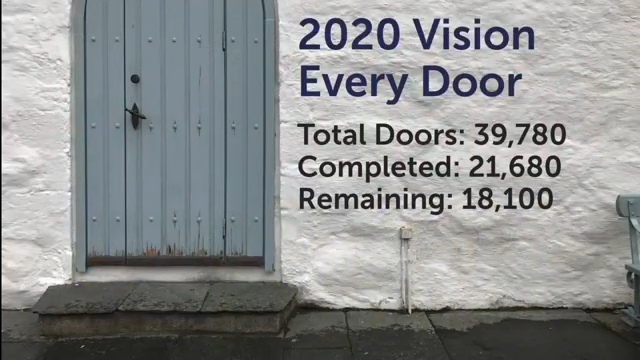 2020 Vision
Every Door
Total Doors: 39,780
Completed: 21,680
Remaining: 18,100